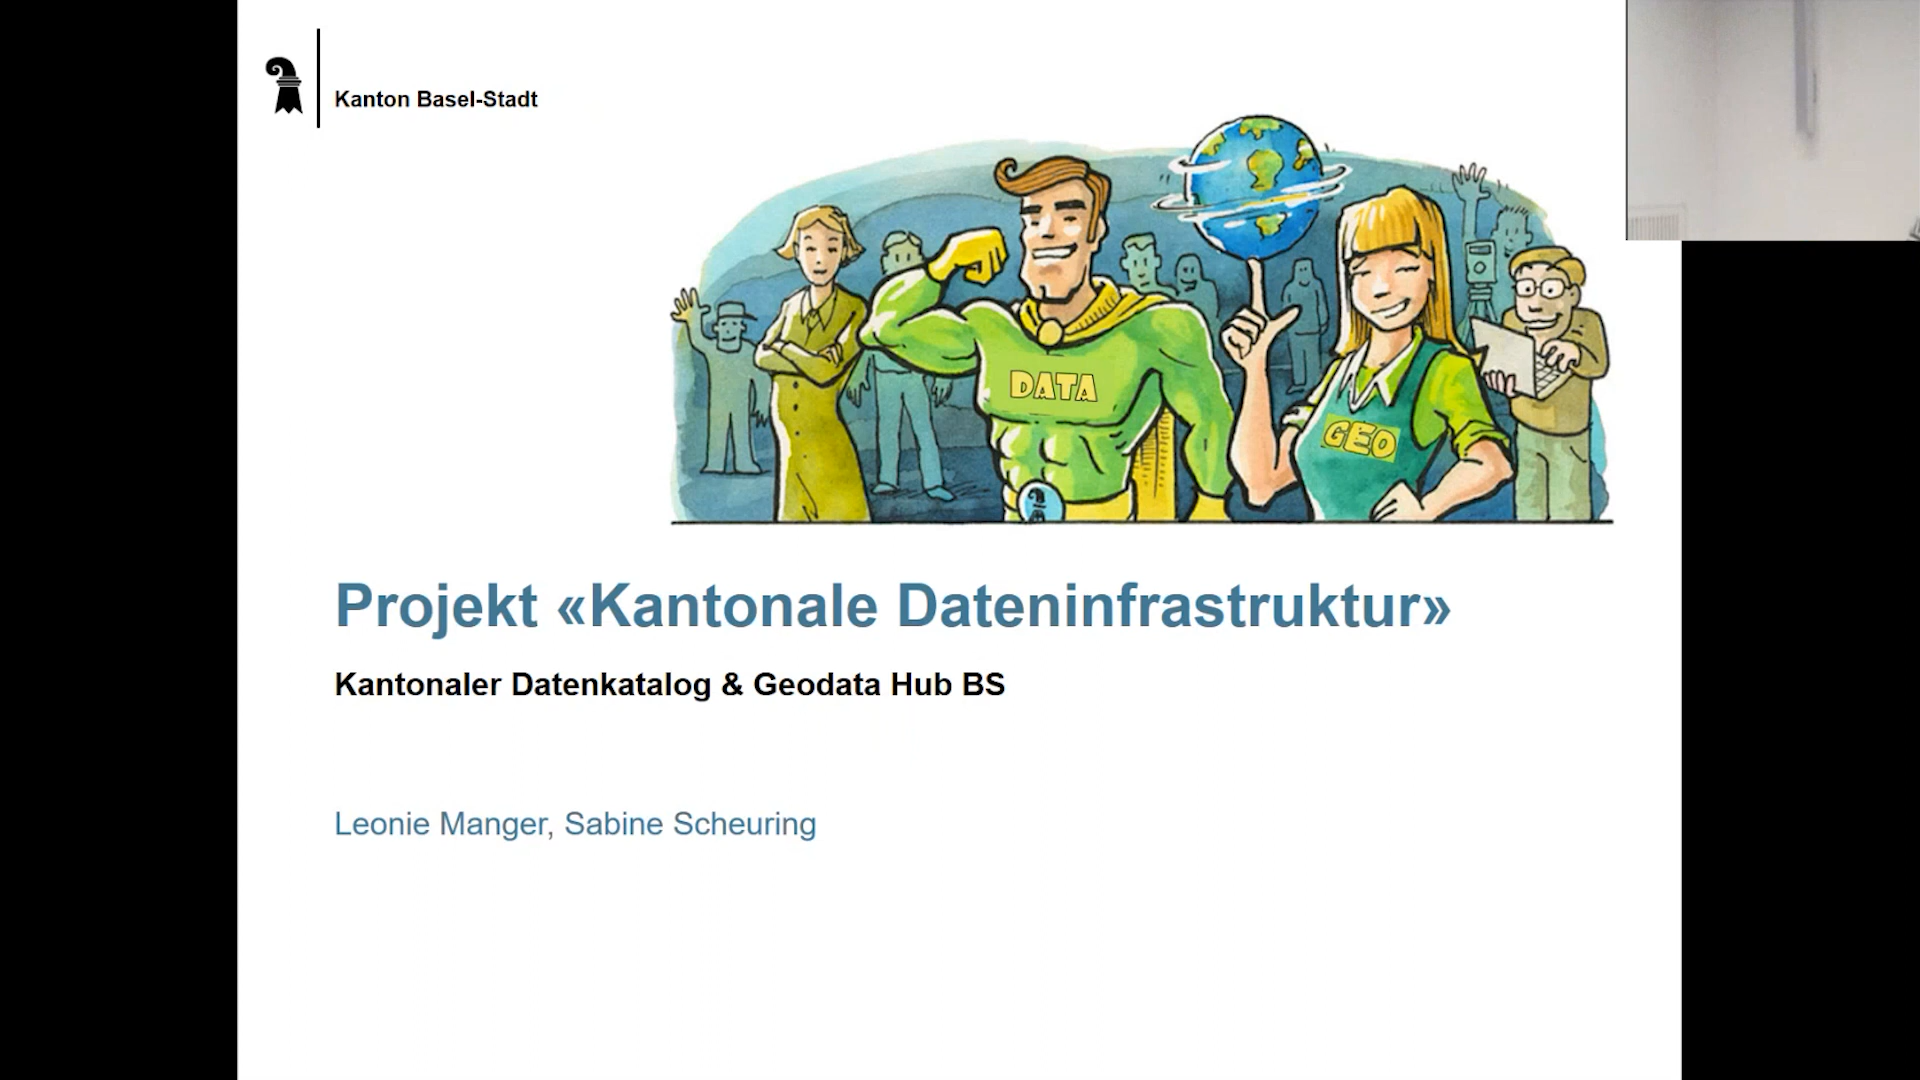 Kanton Basel-Stadt
DATA
GEO
Projekt «Kantonale Dateninfrastruktur»
Kantonaler Datenkatalog & Geodata Hub BS
Leonie Manger, Sabine Scheuring